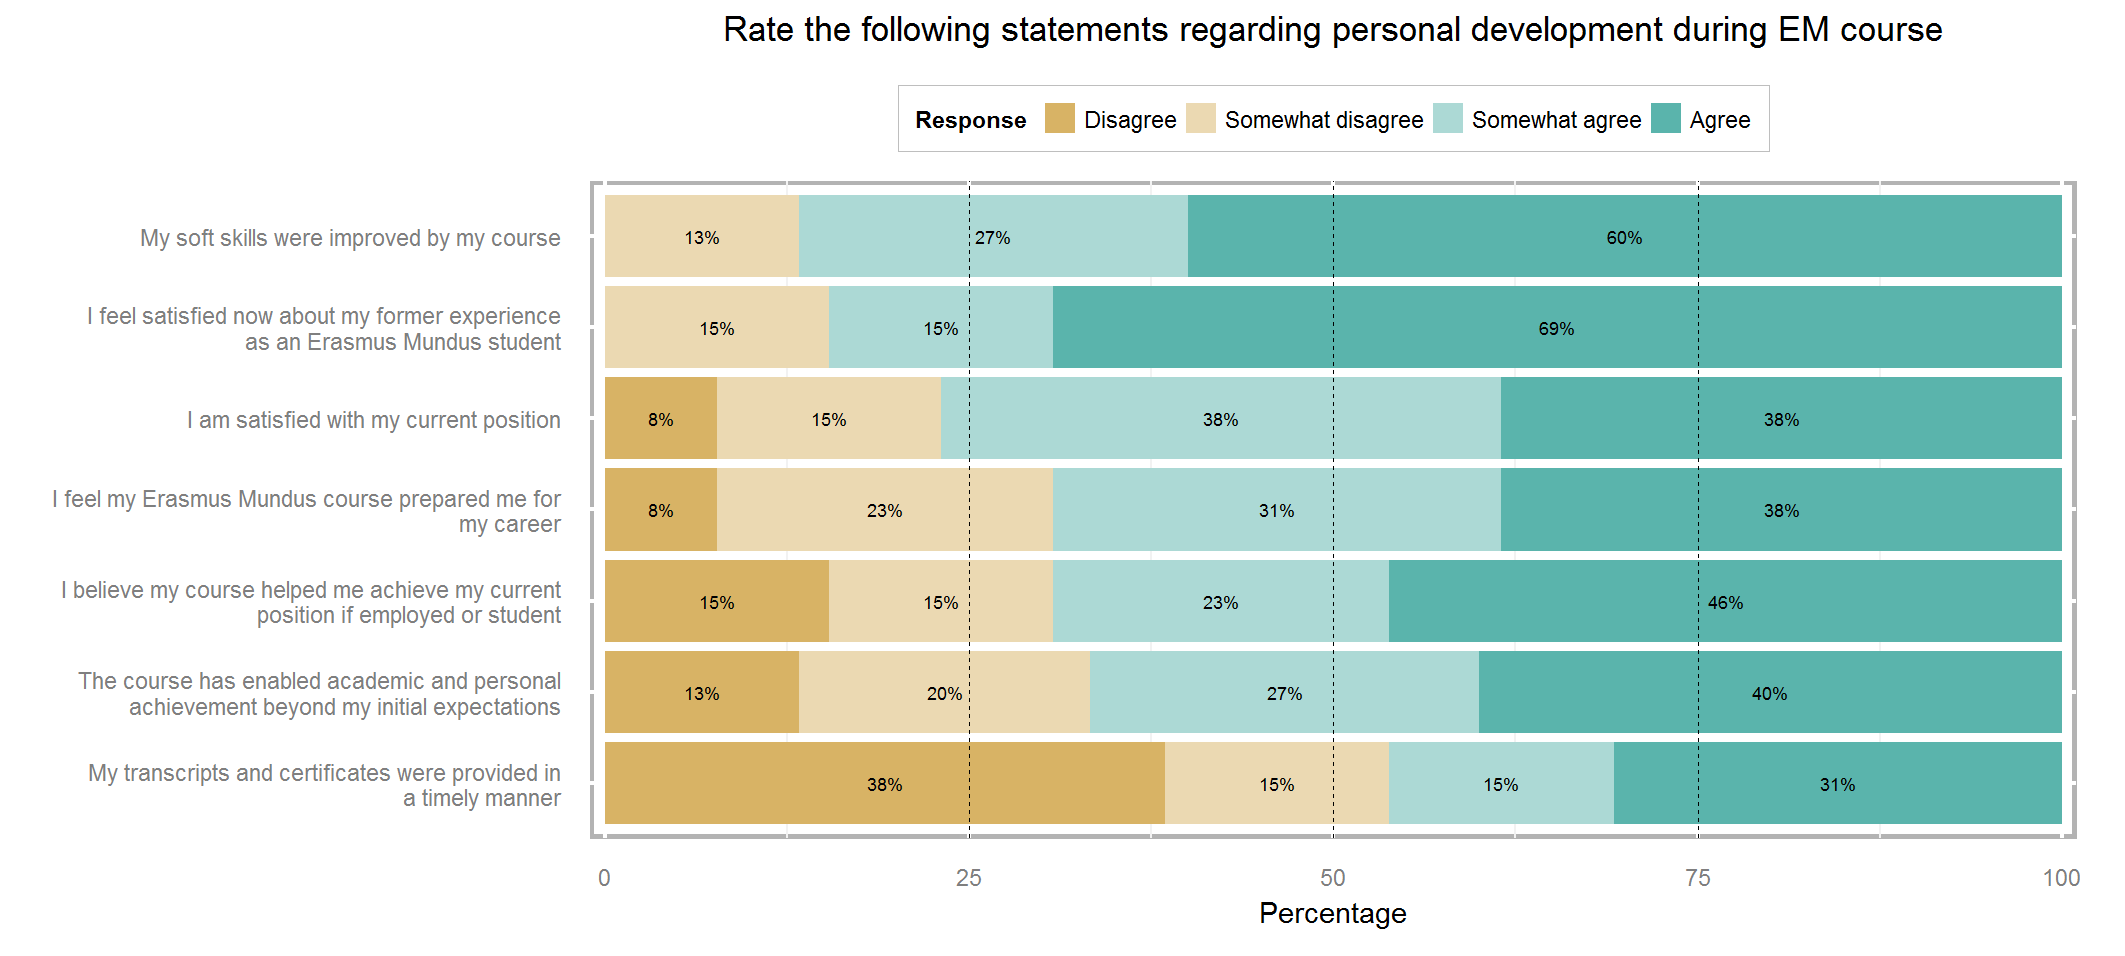 Rate the following statements regarding personal development during EM course
Response Disagree Somewhat disagree Somewhat agree Agree
My soft skills were improved by my course
13% 27% 60%
I feel satisfied now about my former experience
as an Erasmus Mundus student
15% 15% 69%
I am satisfied with my current position
8% 15% 38% 38%
I feel my Erasmus Mundus course prepared me for
my career
8% 23% 31% 38%
I believe my course helped me achieve my current
position if employed or student
15% 15% 23% 46%
The course has enabled academic and personal
achievement beyond my initial expectations
13% 20% 27% 40%
My transcripts and certificates were provided in
a timely manner
38% 15% 15% 31%
0 25 50 75 100
Percentage